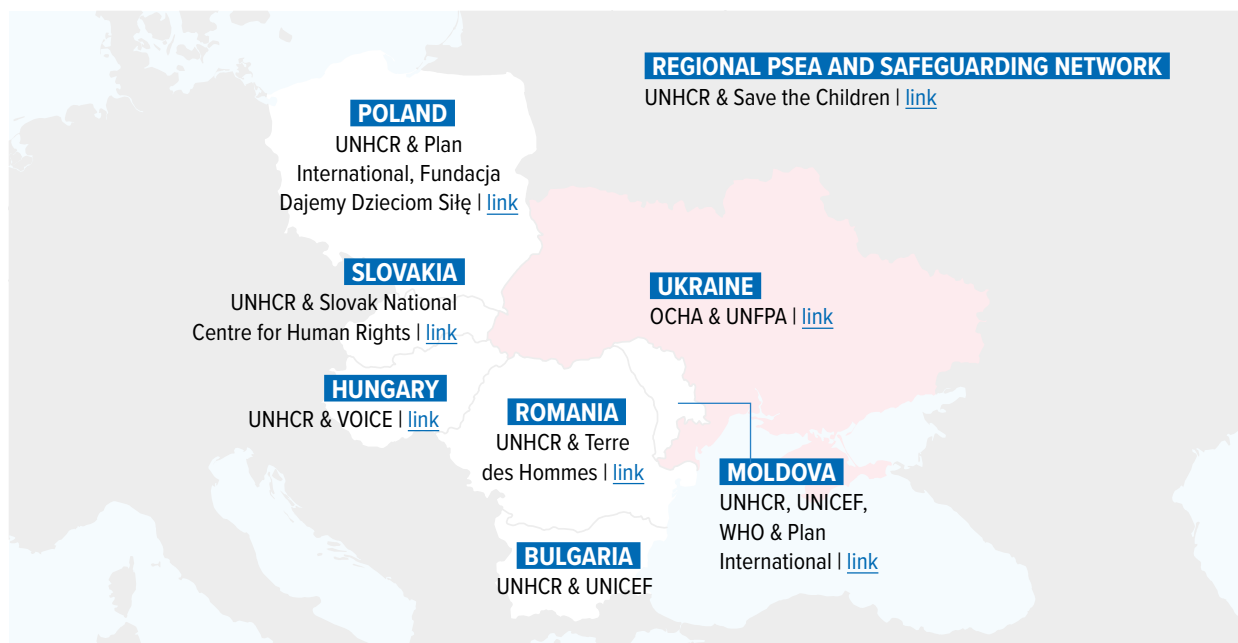 REGIONAL PSEA AND SAFEGUARDING NETWORK
UNHCR & Save the Children | link
POLAND
UNHCR & Plan
International, Fundacja
Dajemy Dzieciom Siłę | link
SLOVAKIA
UNHCR & Slovak National
Centre for Human Rights | link
UKRAINE
OCHA & UNFPA | link
HUNGARY
UNHCR & VOICE | link
ROMANIA
UNHCR & Terre
des Hommes | link
MOLDOVA
UNHCR, UNICEF,
WHO & Plan
International | link
BULGARIA
UNHCR & UNICEF